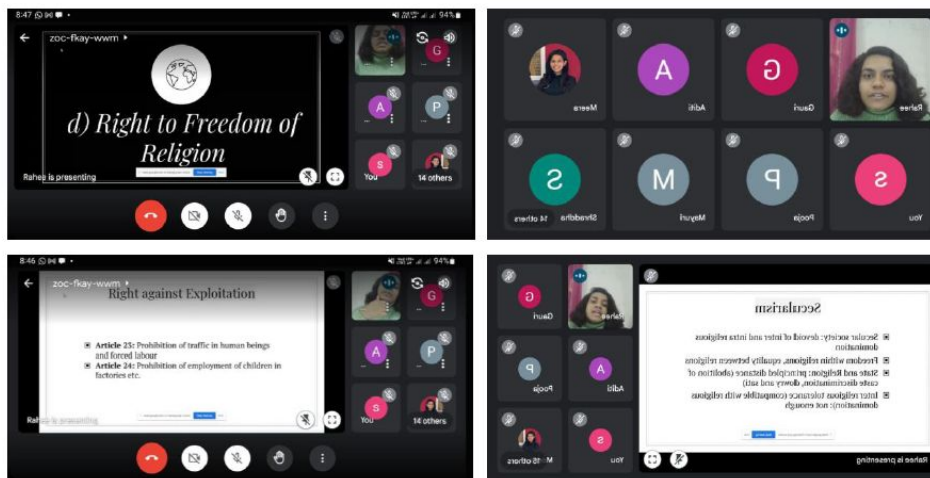 8:47
94%
zoc-fkay-wwm
G
d) Right to Freedom of
Religion
A
P
S
Rahee is presenting
You
14 others
Meera
A
Aditi
G
Gauri
Rahee
S
Shraddha
14 others
M
Mayuri
P
Pooja
S
You
8:46
94%
zoc-fkay-wwm
Right against Exploitation
G
Article 23: Prohibition of traffic in human beings
and forced labour
Article 24: Prohibition of employment of children in
factories etc.
A
P
S
Rahee is presenting
You
14 others
G
Gauri
Rahee
P
Pooja
A
Aditi
M
15 others
S
You
Secularism
Secular society: devoid of inter and intra religious
domination
Freedom within religions, equality between religions
State and Religion: principled distance (abolition of
caste discrimination, dowry and sati)
Inter religious tolerance (compatible with religious
domination): not enough
Rahee is presenting